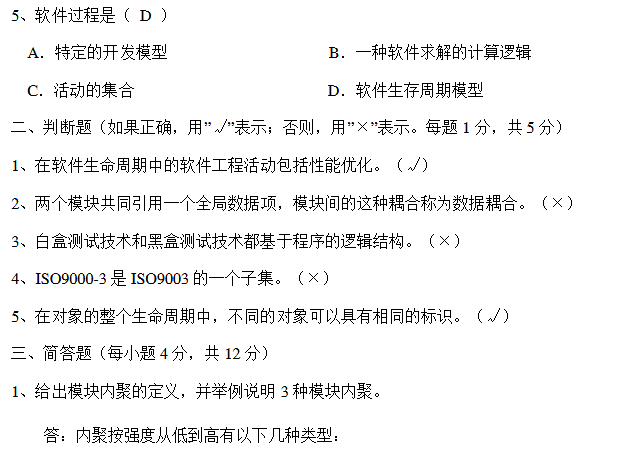 5、软件过程是（ D ）
A．特定的开发模型 B．一种软件求解的计算逻辑
C．活动的集合 D．软件生存周期模型
二、判断题（如果正确，用”√”表示；否则，用”×”表示。每题 1 分，共 5 分）
1、在软件生命周期中的软件工程活动包括性能优化。（√）
2、两个模块共同引用一个全局数据项，模块间的这种耦合称为数据耦合。（×）
3、白盒测试技术和黑盒测试技术都基于程序的逻辑结构。（×）
4、ISO9000-3 是 ISO9003 的一个子集。（×）
5、在对象的整个生命周期中，不同的对象可以具有相同的标识。（√）
三、简答题（每小题 4 分，共 12 分）
1、给出模块内聚的定义，并举例说明 3 种模块内聚。
答：内聚按强度从低到高有以下几种类型：